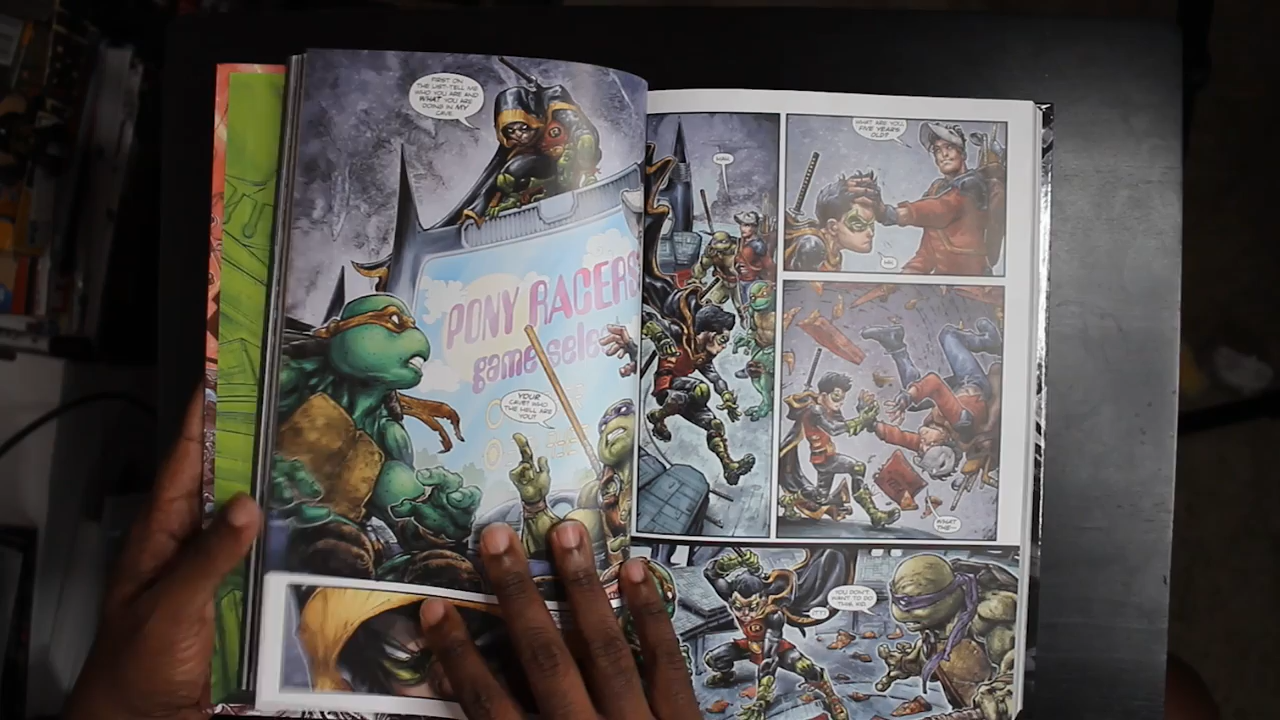 FIRST ON
THE LIST: TELL ME
WHO YOU ARE AND
WHAT YOU ARE
DOING IN MY
CAVE.
PONY RACERS
game sele
YOUR
CAVE? WHO
THE HELL ARE
YOU?
WHAT ARE YOU,
FIVE YEARS
OLD?
WHAT
THE--
YOU DON'T
WANT TO DO
THIS, KID.